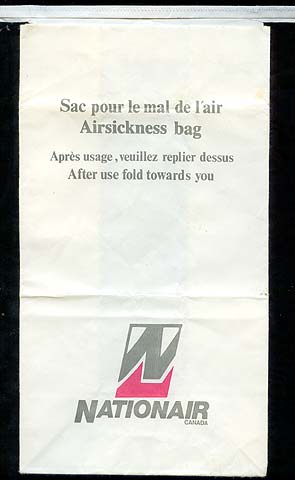 Sac pour le mal de l'air
Airsickness bag
Après usage, veuillez replier dessus
After use fold towards you
NATIONAIR
CANADA